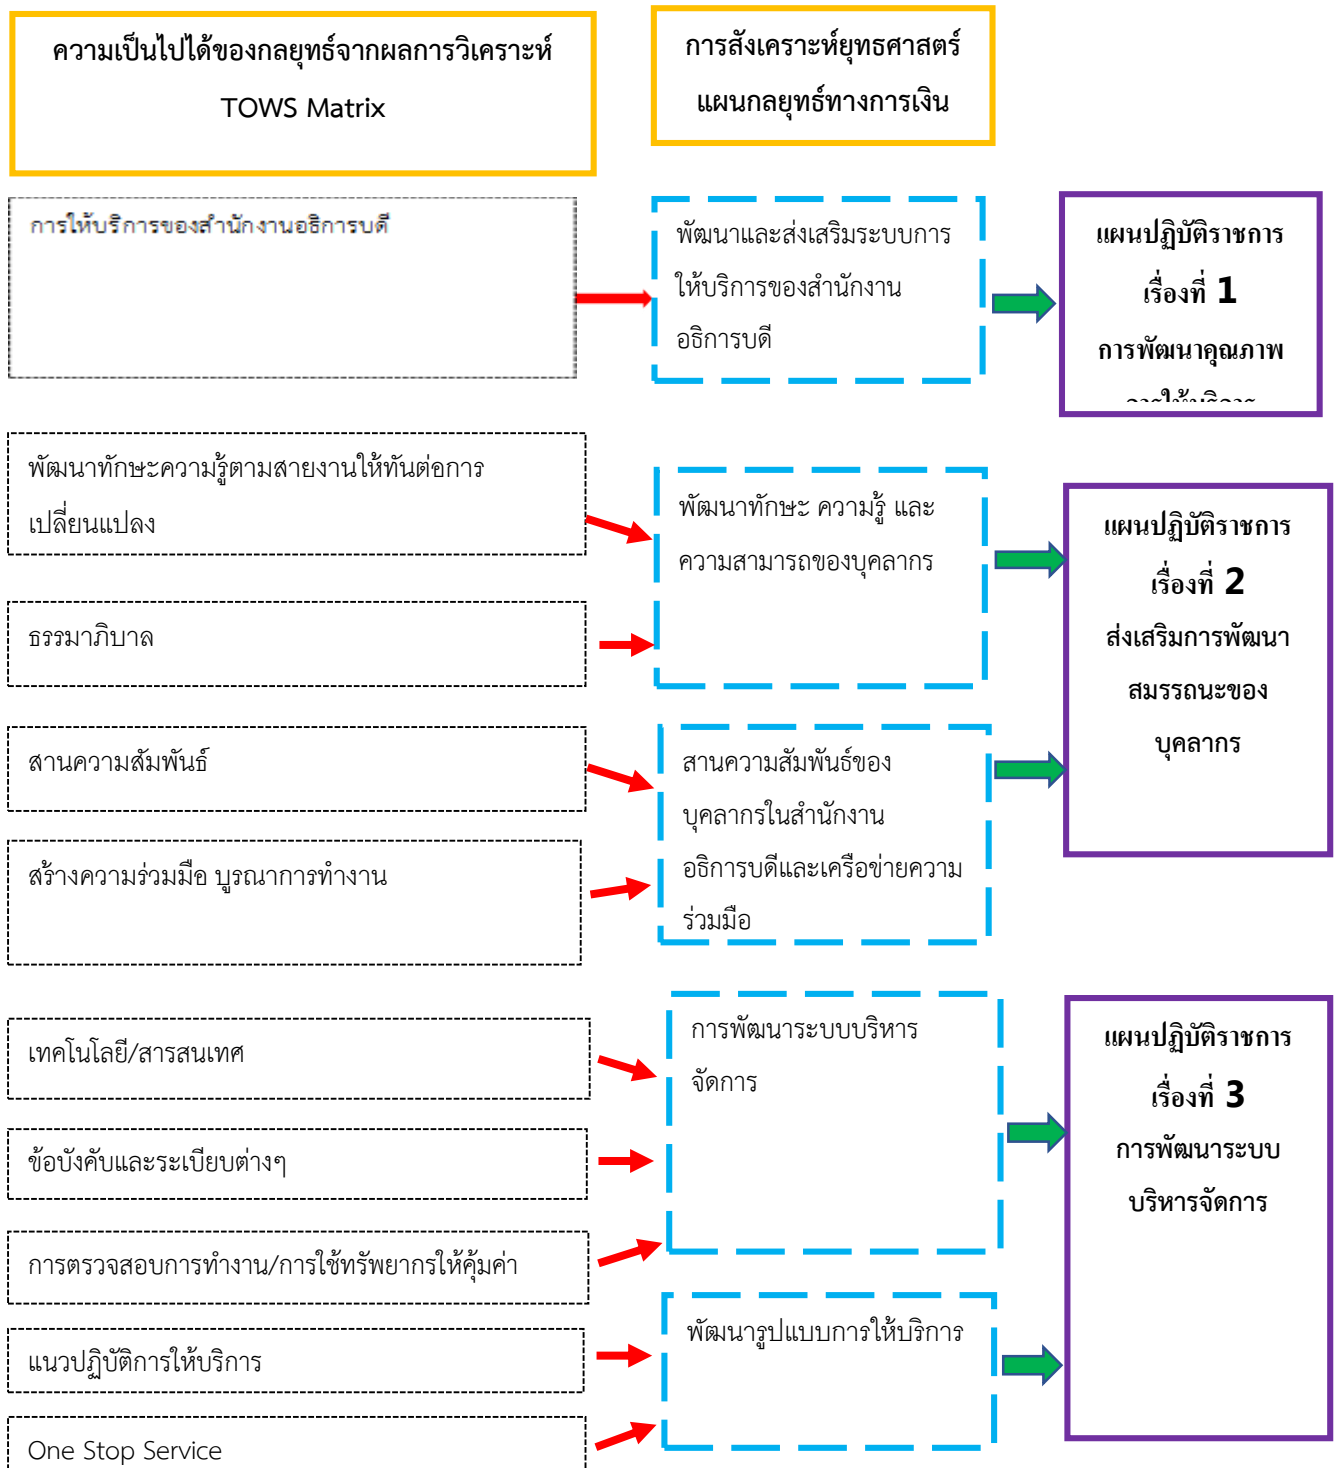 ความเป็นไปได้ของกลยุทธ์จากผลการวิเคราะห์
TOWS Matrix
การสังเคราะห์ยุทธศาสตร์
แผนกลยุทธ์ทางการเงิน
การให้บริการของสำนักงานอธิการบดี
พัฒนาและส่งเสริมระบบการ
ให้บริการของสำนักงาน
อธิการบดี
แผนปฏิบัติราชการ
เรื่องที่ 1
การพัฒนาคุณภาพ
การให้บริการ
พัฒนาทักษะความรู้ตามสายงานให้ทันต่อการ
เปลี่ยนแปลง
ธรรมาภิบาล
พัฒนาทักษะ ความรู้ และ
ความสามารถของบุคลากร
แผนปฏิบัติราชการ
เรื่องที่ 2
ส่งเสริมการพัฒนา
สมรรถนะของ
บุคลากร
สานความสัมพันธ์
สร้างความร่วมมือ บูรณาการทำงาน
สานความสัมพันธ์ของ
บุคลากรในสำนักงาน
อธิการบดีและเครือข่ายความ
ร่วมมือ
เทคโนโลยี/สารสนเทศ
ข้อบังคับและระเบียบต่างๆ
การตรวจสอบการทำงาน/การใช้ทรัพยากรให้คุ้มค่า
การพัฒนาระบบบริหาร
จัดการ
แผนปฏิบัติราชการ
เรื่องที่ 3
การพัฒนาระบบ
บริหารจัดการ
แนวปฏิบัติการให้บริการ
One Stop Service
พัฒนารูปแบบการให้บริการ